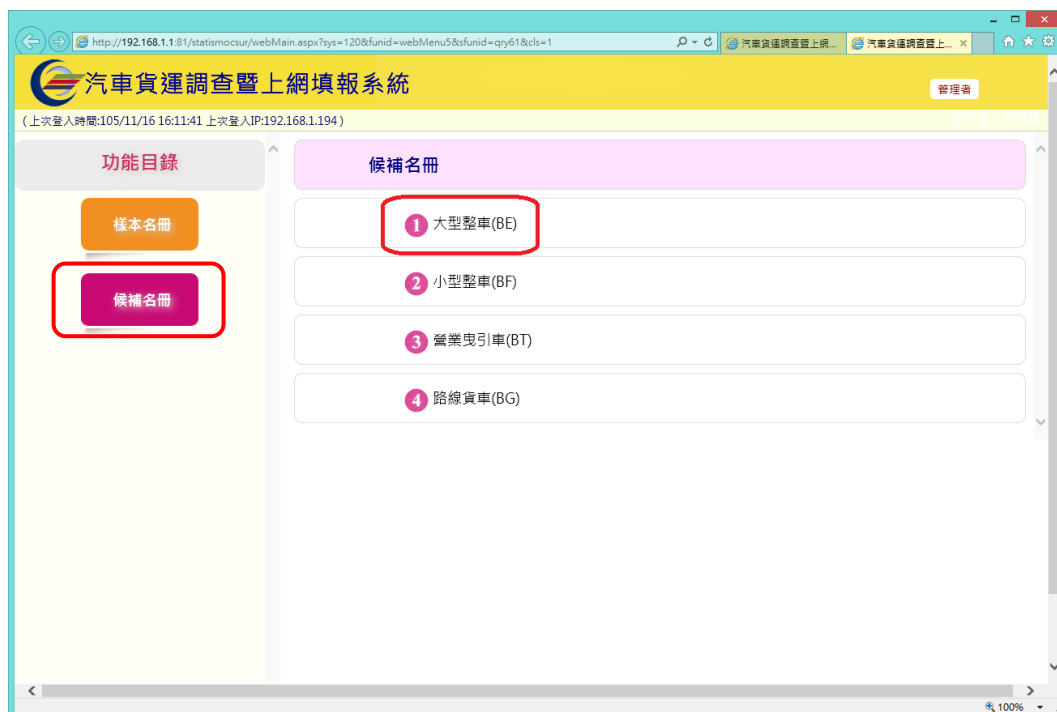 http://192.168.1.1:81/statismocsur/webMain.aspx?sys=120&funid=webMenu5&sfunid=qry61&cls=1
汽車貨運調查暨上網...
汽車貨運調查暨上...
汽車貨運調查暨上網填報系統
管理者
(上次登入時間:105/11/16 16:11:41 上次登入IP:192.168.1.194)
功能目錄
樣本名冊
候補名冊
候補名冊
1 大型整車(BE)
2 小型整車(BF)
3 營業曳引車(BT)
4 路線貨車(BG)
100%